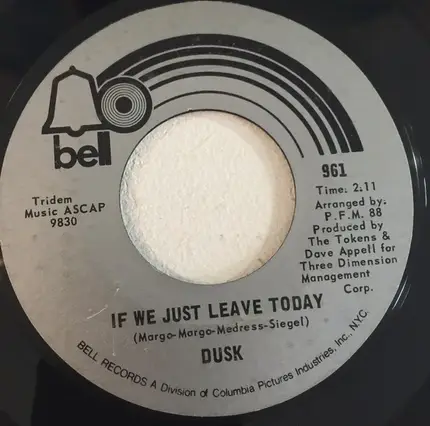 bell
961
Time: 2:11
Arranged by:
P.F.M. 88
Produced by
The Tokens &
Dave Appell for
Three Dimension
Management
Corp.
Tridem
Music ASCAP
9830
IF WE JUST LEAVE TODAY
(Margo-Margo-Medress-Siegel)
DUSK
BELL RECORDS A Division of Columbia Pictures Industries, Inc., N.Y.C.